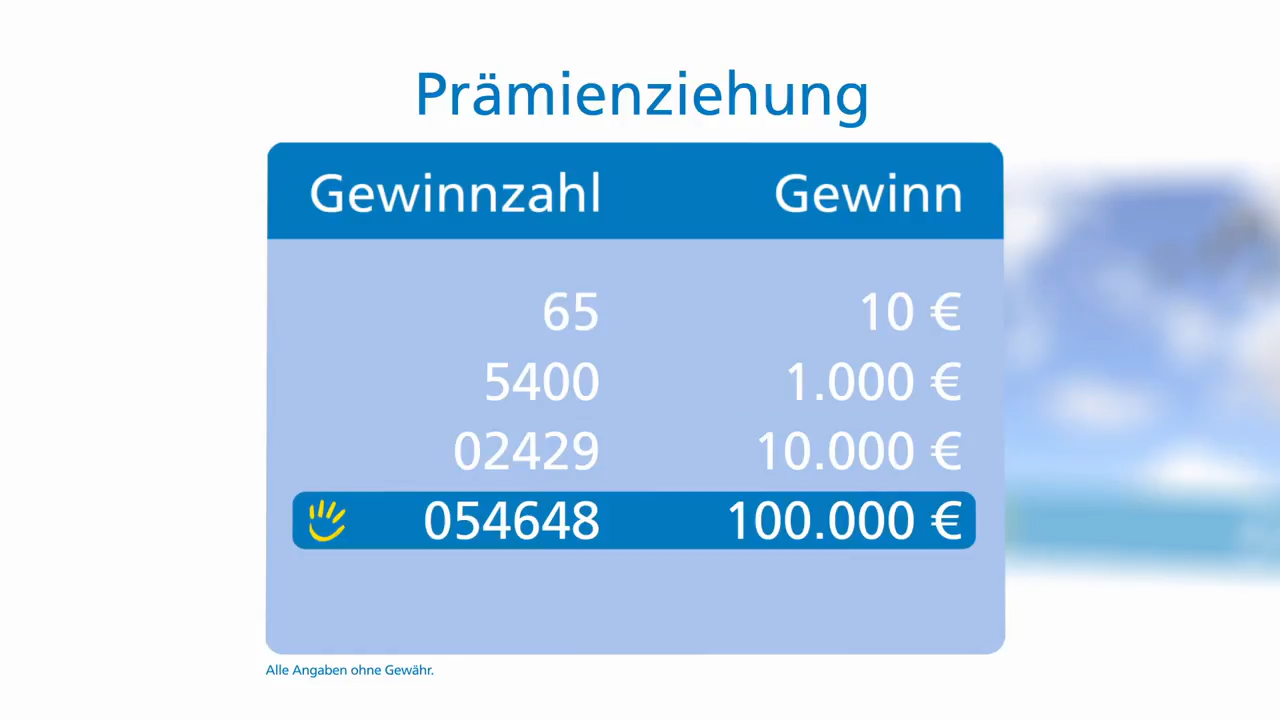 Prämienziehung
Gewinnzahl Gewinn
65 10 €
5400 1.000 €
02429 10.000 €
054648 100.000 €
Alle Angaben ohne Gewähr.